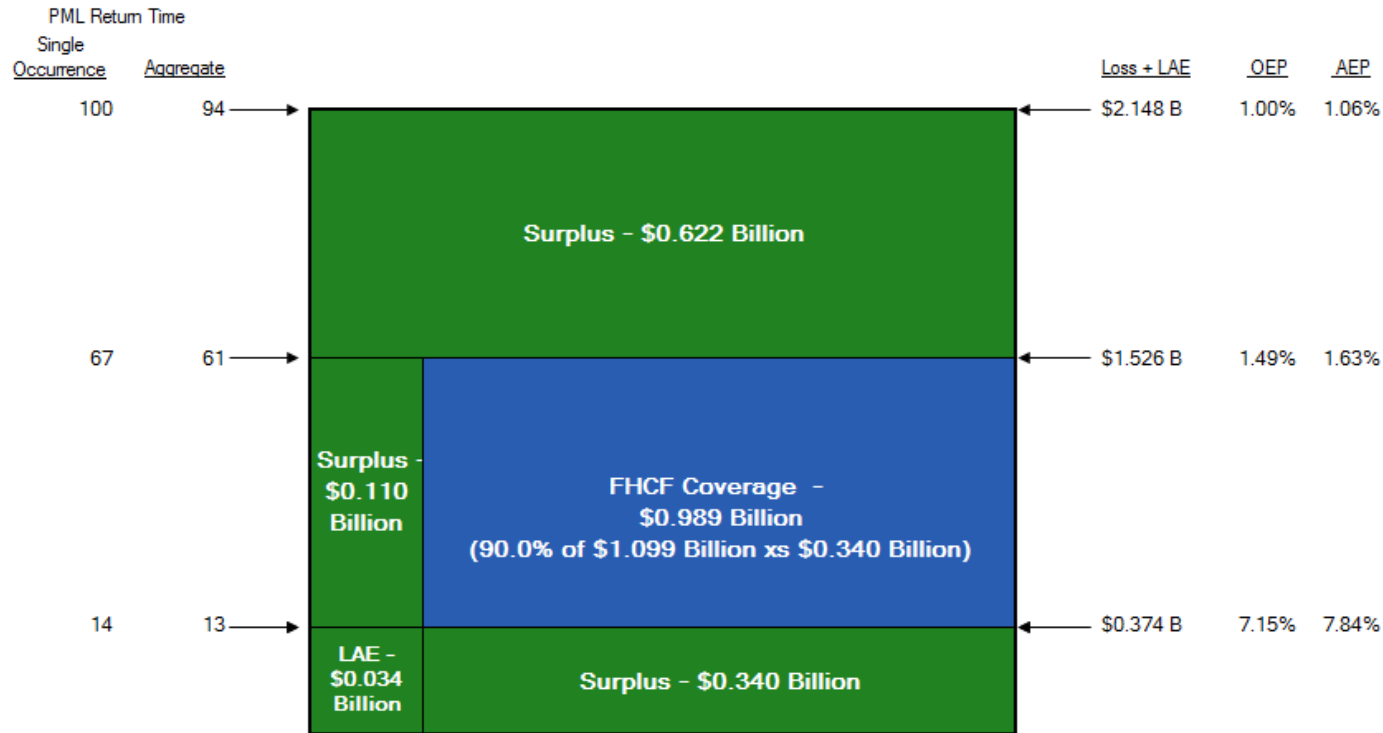 PML Return Time
Single
Occurrence Aggregate Loss + LAE OEP AEP
100 94 $2.148 B 1.00% 1.06%
Surplus - $0.622 Billion
67 61 $1.526 B 1.49% 1.63%
Surplus -
$0.110
Billion
FHCF Coverage -
$0.989 Billion
(90.0% of $1.099 Billion xs $0.340 Billion)
14 13 $0.374 B 7.15% 7.84%
LAE -
$0.034
Billion
Surplus - $0.340 Billion